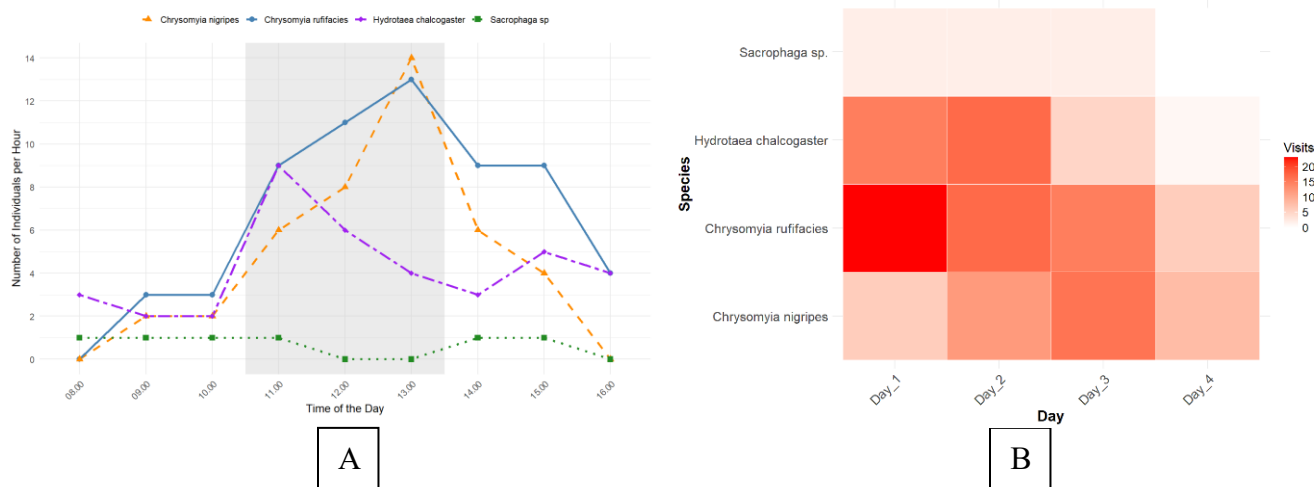 Chrysomyia nigripes Chrysomyia rufifacies Hydrotaea chalcogaster Sacrophaga sp
Number of Individuals per Hour
14
12
10
8
6
4
2
0
08.00 09.00 10.00 11.00 12.00 13.00 14.00 15.00 16.00
Time of the Day
A
Species
Sacrophaga sp.
Hydrotaea chalcogaster
Chrysomyia rufifacies
Chrysomyia nigripes
Day_1 Day_2 Day_3 Day_4
Day
Visits
20
15
10
5
0
B